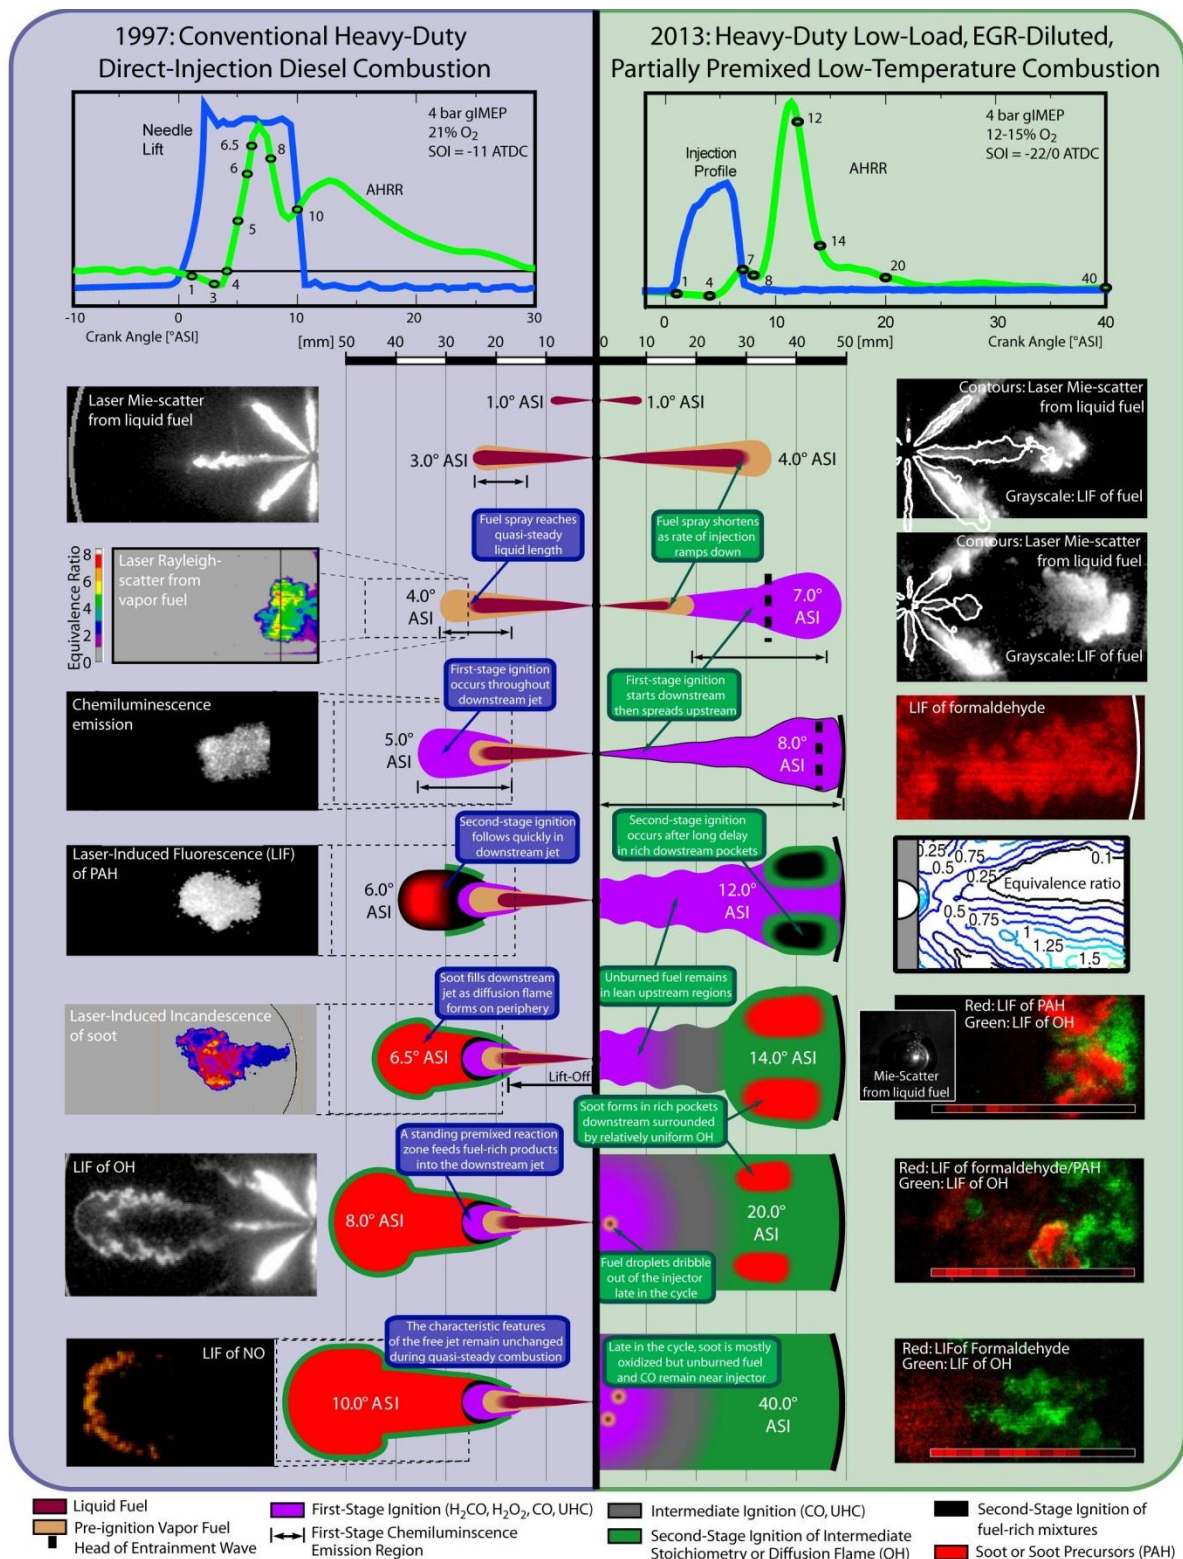 1997: Conventional Heavy-Duty
Direct-Injection Diesel Combustion
2013: Heavy-Duty Low-Load, EGR-Diluted,
Partially Premixed Low-Temperature Combustion
Needle
Lift
4 bar gIMEP
21% O2
SOI = -11 ATDC
6.5
8
6
AHRR
5
10
1
3
4
-10
0
10
20
30
Crank Angle [°ASI]
4 bar gIMEP
12-15% O2
SOI = -22/0 ATDC
12
Injection
Profile
AHRR
14
7
8
20
40
1
4
0
10
20
30
40
Crank Angle [°ASI]
[mm]
50
40
30
20
10
0
10
20
30
40
50
[mm]
Laser Mie-scatter
from liquid fuel
1.0° ASI
1.0° ASI
3.0° ASI
4.0° ASI
Contours: Laser Mie-scatter
from liquid fuel
Grayscale: LIF of fuel
Fuel spray reaches
quasi-steady
liquid length
Fuel spray shortens
as rate of injection
ramps down
Equivalence Ratio
8
6
4
2
0
Laser Rayleigh-
scatter from
vapor fuel
4.0°
ASI
7.0°
ASI
Contours: Laser Mie-scatter
from liquid fuel
Grayscale: LIF of fuel
First-stage ignition
occurs throughout
downstream jet
First-stage ignition
starts downstream
then spreads upstream
Chemiluminescence
emission
5.0°
ASI
8.0°
ASI
LIF of formaldehyde
Second-stage ignition
follows quickly in
downstream jet
Second-stage ignition
occurs after long delay
in rich downstream pockets
Laser-Induced Fluorescence (LIF)
of PAH
6.0°
ASI
12.0°
ASI
0.25
0.75
1
0.75
0.1
0.25
Equivalence ratio
0.5
0.75
1
1.25
1.5
Soot fills downstream
jet as diffusion flame
forms on periphery
Unburned fuel remains
in lean upstream regions
Laser-Induced Incandescence
of soot
6.5° ASI
Lift-Off
14.0° ASI
Red: LIF of PAH
Green: LIF of OH
Mie-Scatter
from liquid fuel
Soot forms in rich pockets
downstream surrounded
by relatively uniform OH
A standing premixed reaction
zone feeds fuel-rich products
into the downstream jet
LIF of OH
8.0° ASI
20.0°
ASI
Red: LIF of formaldehyde/PAH
Green: LIF of OH
Fuel droplets dribble
out of the injector
late in the cycle
The characteristic features
of the free jet remain unchanged
during quasi-steady combustion
Late in the cycle, soot is mostly
oxidized but unburned fuel
and CO remain near injector
LIF of NO
10.0° ASI
40.0°
ASI
Red: LIFof Formaldehyde
Green: LIF of OH
Liquid Fuel
Pre-ignition Vapor Fuel
Head of Entrainment Wave
First-Stage Ignition (H2CO, H2O2, CO, UHC)
First-Stage Chemiluminscence
Emission Region
Intermediate Ignition (CO, UHC)
Second-Stage Ignition of Intermediate
Stoichiometry or Diffusion Flame (OH)
Second-Stage Ignition of
fuel-rich mixtures
Soot or Soot Precursors (PAH)